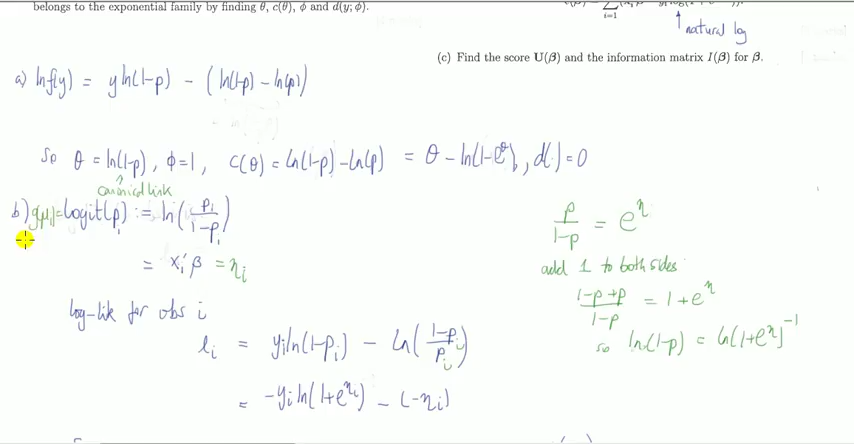 belongs to the exponential family by finding θ, c(θ), φ and d(y; φ).
i=1
↑ natural log
(c) Find the score U(β) and the information matrix I(β) for β.
a) ln f(y) = y ln(1-p) - (ln(1-p) - ln(p))
So θ = ln(1-p), φ=1, c(θ) = ln(1-p) - ln(p) = θ - ln(1-e^θ), d(.) = 0
↑ canonical link
b) g(μi) = logit(pi) := ln(pi/(1-pi))
= xi'β = ηi
log-like for obs i
li = yi ln(1-pi) - ln((1-pi)/pi)
= -yi ln(1+e^ηi) - (-ηi)
p/(1-p) = e^η
add 1 to both sides
(1-p+p)/(1-p) = 1+e^η
so ln(1-p) = ln(1+e^η)^-1